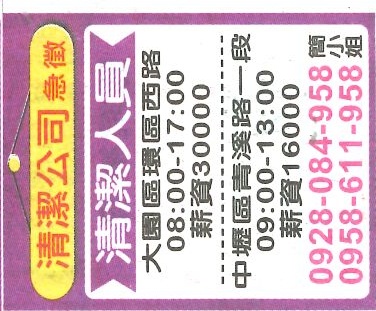 清潔公司急徵
清潔人員
大園區環區西路
08:00-17:00
薪資30000
中壢區青溪路一段
09:00-13:00
薪資16000
簡小姐
0928-084-958
0958-611-958